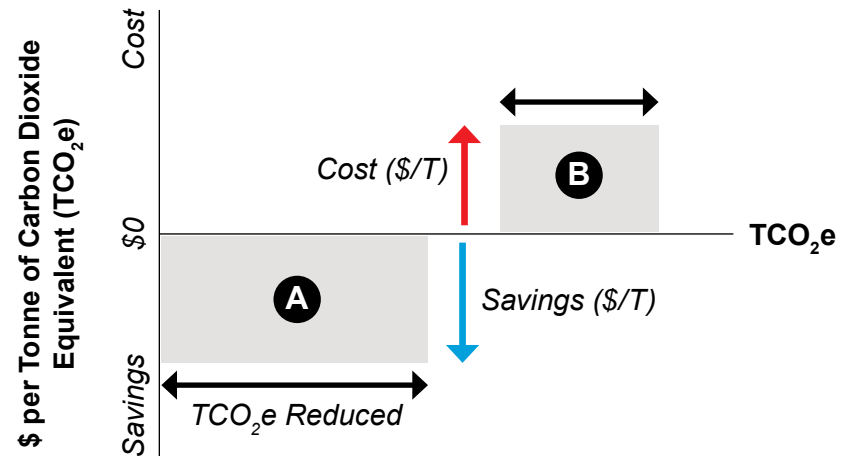 $ per Tonne of Carbon Dioxide
Equivalent (TCO₂e)
Cost
$0
Savings
Cost ($/T)
B
TCO₂e
A
Savings ($/T)
TCO₂e Reduced